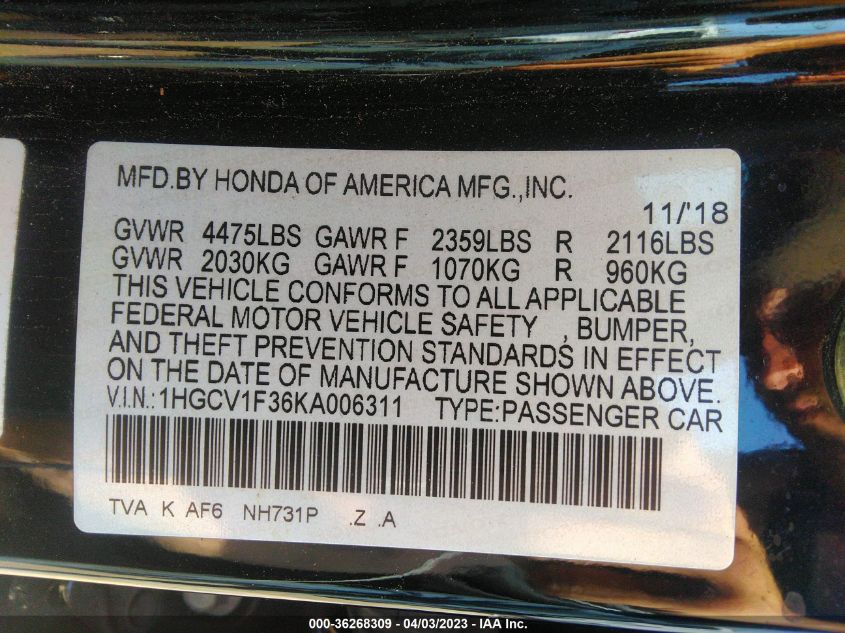 MFD.BY HONDA OF AMERICA MFG.,INC.
11/'18
GVWR 4475LBS GAWR F 2359LBS R 2116LBS
GVWR 2030KG GAWR F 1070KG R 960KG
THIS VEHICLE CONFORMS TO ALL APPLICABLE
FEDERAL MOTOR VEHICLE SAFETY , BUMPER,
AND THEFT PREVENTION STANDARDS IN EFFECT
ON THE DATE OF MANUFACTURE SHOWN ABOVE.
V.I.N.:1HGCV1F36KA006311 TYPE:PASSENGER CAR
TVA K AF6 NH731P .Z .A
000-36268309 - 04/03/2023 - IAA Inc.